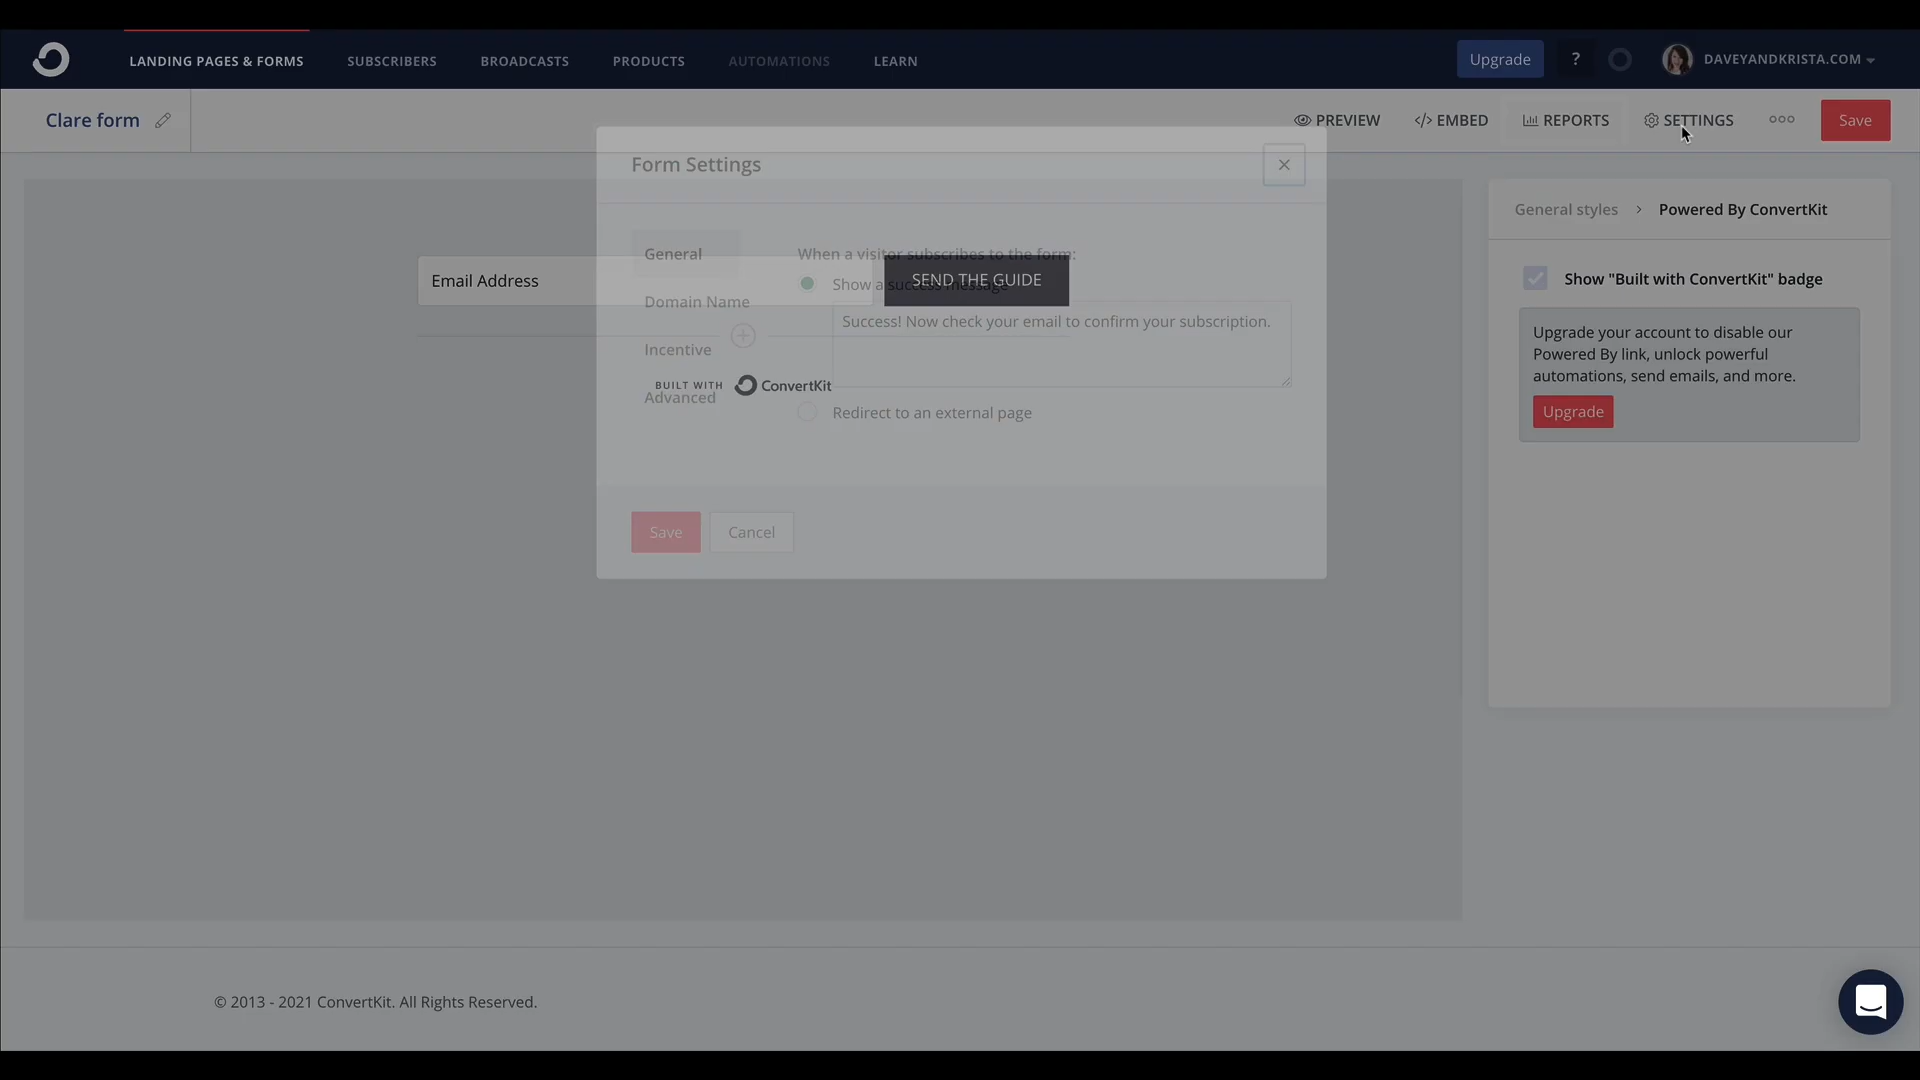 LANDING PAGES & FORMS
SUBSCRIBERS
BROADCASTS
PRODUCTS
AUTOMATIONS
LEARN
Upgrade
?
DAVEYANDKRISTA.COM
Clare form
PREVIEW
</> EMBED
REPORTS
SETTINGS
Save
Form Settings
General
Domain Name
Incentive
Advanced
When a visitor subscribes to the form:
Show a success message
Success! Now check your email to confirm your subscription.
Redirect to an external page
Save
Cancel
Email Address
SEND THE GUIDE
BUILT WITH ConvertKit
General styles > Powered By ConvertKit
Show "Built with ConvertKit" badge
Upgrade your account to disable our
Powered By link, unlock powerful
automations, send emails, and more.
Upgrade
© 2013 - 2021 ConvertKit. All Rights Reserved.